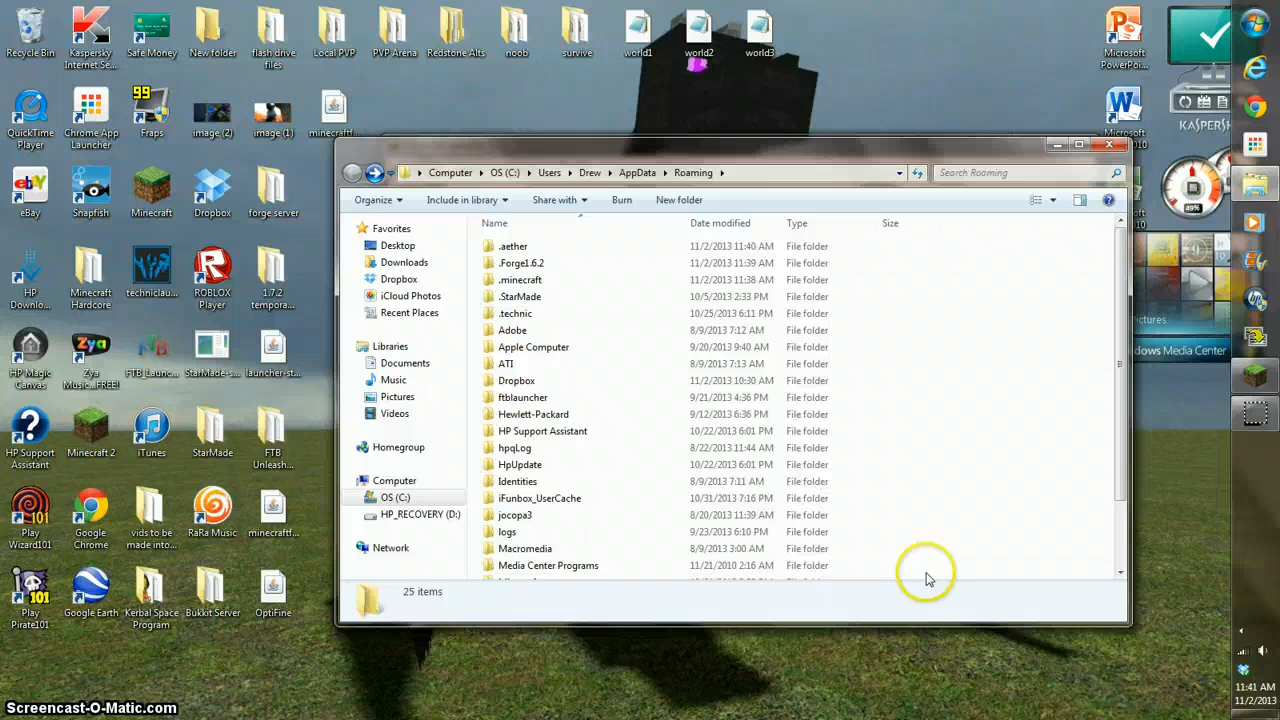 Recycle Bin
Kaspersky
Internet Se...
Safe Money
New folder
flash drive
files
Local PVP
PVP Arena
Redstone Alts
noob
survive
world1
world2
world3
Microsoft
PowerPoi...
QuickTime
Player
Chrome App
Launcher
99
Fraps
image (2)
image (1)
minecraftf...
Microsoft
KASPERSK
eBay
Snapfish
Minecraft
Dropbox
forge server
49%
HP
Downlo...
Minecraft
Hardcore
techniclau...
ROBLOX
Player
1.7.2
tempora...
HP Magic
Canvas
Zya
Music...FREE!
FTB_Launc...
StarMade-s...
launcher-st...
HP Support
Assistant
Minecraft 2
iTunes
StarMade
FTB
Unleash...
Play
Wizard101
Google
Chrome
vids to be
made into...
RaRa Music
minecraftf...
Play
Pirate101
Google Earth
Kerbal Space
Program
Bukkit Server
OptiFine
Computer
OS (C:)
Users
Drew
AppData
Roaming
Search Roaming
Organize
Include in library
Share with
Burn
New folder
Favorites
Desktop
Downloads
Dropbox
iCloud Photos
Recent Places
Libraries
Documents
Music
Pictures
Videos
Homegroup
Computer
OS (C:)
HP_RECOVERY (D:)
Network
Name Date modified Type Size
.aether 11/2/2013 11:40 AM File folder
.Forge1.6.2 11/2/2013 11:39 AM File folder
.minecraft 11/2/2013 11:38 AM File folder
.StarMade 10/5/2013 2:33 PM File folder
.technic 10/25/2013 6:11 PM File folder
Adobe 8/9/2013 7:12 AM File folder
Apple Computer 9/20/2013 9:40 AM File folder
ATI 8/9/2013 7:13 AM File folder
Dropbox 11/2/2013 10:30 AM File folder
ftblauncher 9/21/2013 4:36 PM File folder
Hewlett-Packard 9/12/2013 6:36 PM File folder
HP Support Assistant 10/22/2013 6:01 PM File folder
hpqLog 8/22/2013 11:44 AM File folder
HpUpdate 10/22/2013 6:01 PM File folder
Identities 8/9/2013 7:11 AM File folder
iFunbox_UserCache 10/31/2013 7:16 PM File folder
jocopa3 8/20/2013 11:39 AM File folder
logs 9/23/2013 6:10 PM File folder
Macromedia 8/9/2013 3:00 AM File folder
Media Center Programs 11/21/2010 2:16 AM File folder
25 items
ictures
ndows Media Center
11:41 AM
11/2/2013
Screencast-O-Matic.com